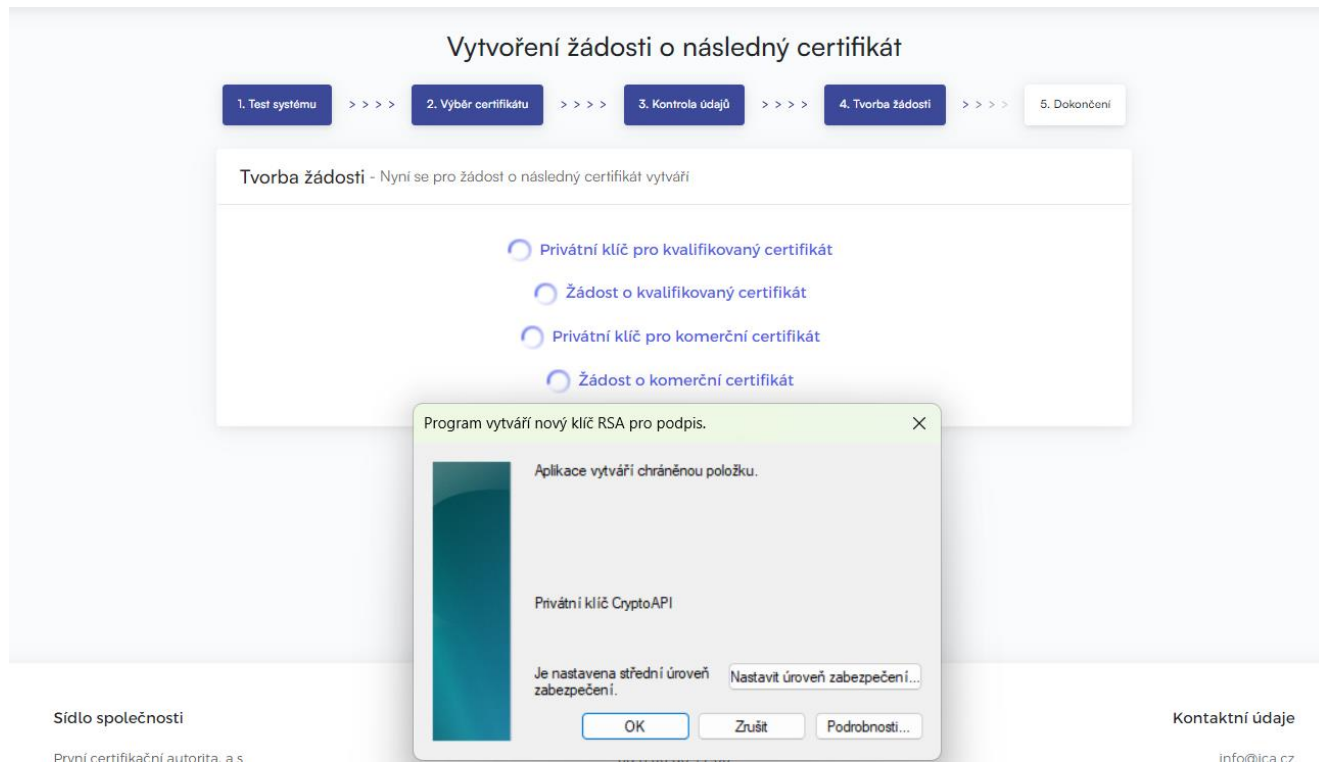 Vytvoření žádosti o následný certifikát
1. Test systému > > > > 2. Výběr certifikátu > > > > 3. Kontrola údajů > > > > 4. Tvorba žádosti > > > > 5. Dokončení
Tvorba žádosti - Nyní se pro žádost o následný certifikát vytváří
Privátní klíč pro kvalifikovaný certifikát
Žádost o kvalifikovaný certifikát
Privátní klíč pro komerční certifikát
Žádost o komerční certifikát
Program vytváří nový klíč RSA pro podpis.
Aplikace vytváří chráněnou položku.
Privátní klíč CryptoAPI
Je nastavena střední úroveň
zabezpečení.
Nastavit úroveň zabezpečení...
OK Zrušit Podrobnosti...
Sídlo společnosti
První certifikační autorita, a.s.
Kontaktní údaje
info@ica.cz